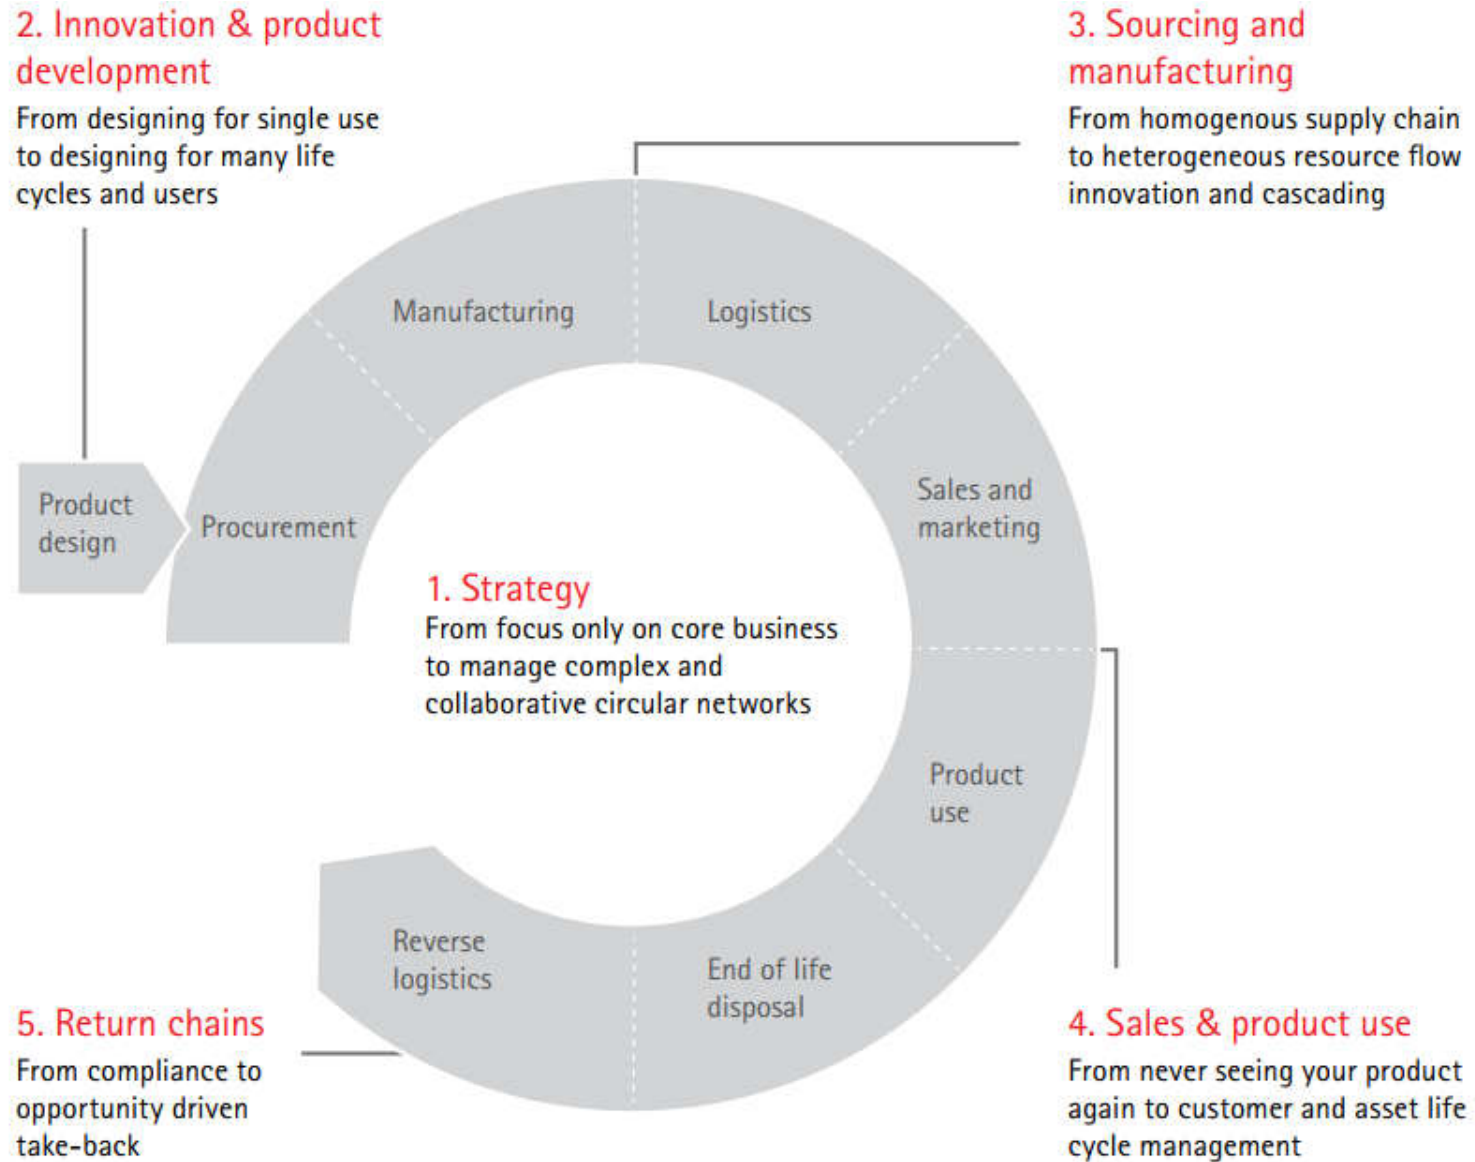 2. Innovation & product
development
From designing for single use
to designing for many life
cycles and users
3. Sourcing and
manufacturing
From homogenous supply chain
to heterogeneous resource flow
innovation and cascading
Manufacturing
Logistics
Product
design
Procurement
Sales and
marketing
1. Strategy
From focus only on core business
to manage complex and
collaborative circular networks
Product
use
Reverse
logistics
End of life
disposal
5. Return chains
From compliance to
opportunity driven
take-back
4. Sales & product use
From never seeing your product
again to customer and asset life
cycle management